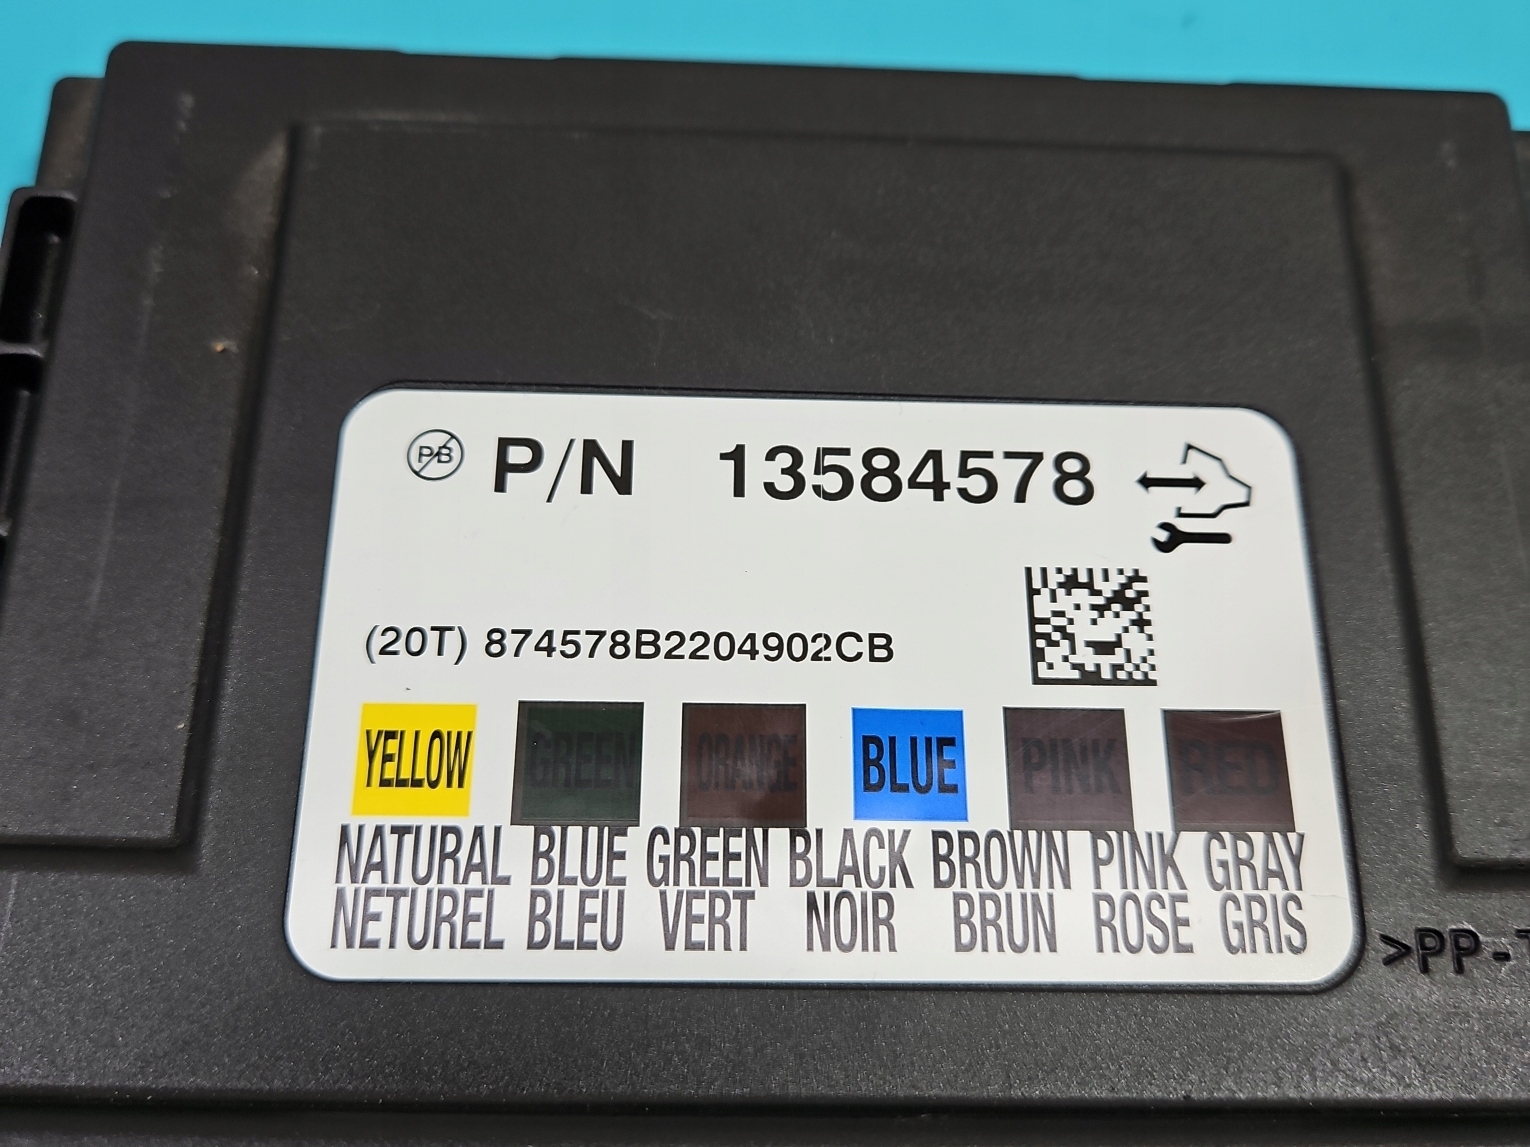 PB P/N 13584578
(20T) 874578B2204902CB
YELLOW GREEN ORANGE BLUE PINK RED
NATURAL BLUE GREEN BLACK BROWN PINK GRAY
NETUREL BLEU VERT NOIR BRUN ROSE GRIS
>PP-T